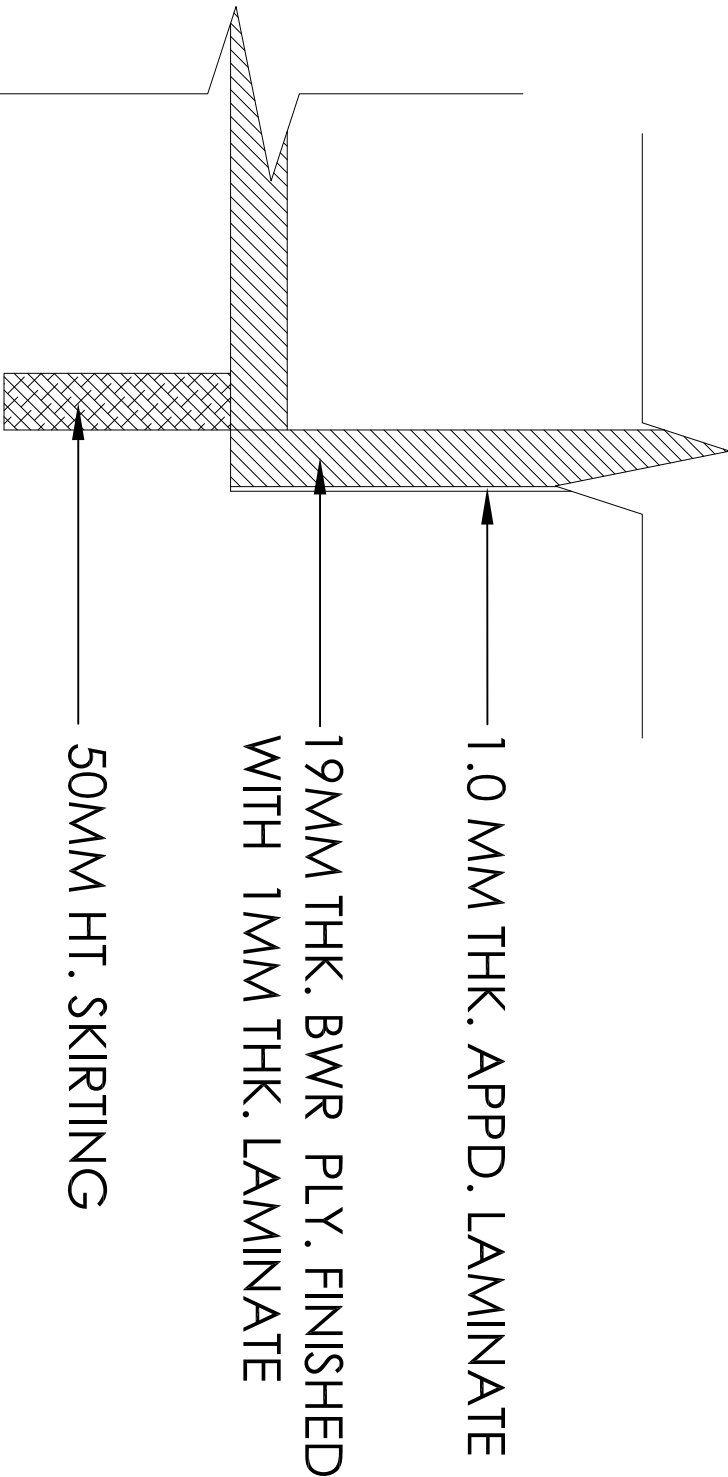 1.0 MM THK. APPD. LAMINATE
19MM THK. BWR PLY. FINISHED
WITH 1MM THK. LAMINATE
50MM HT. SKIRTING